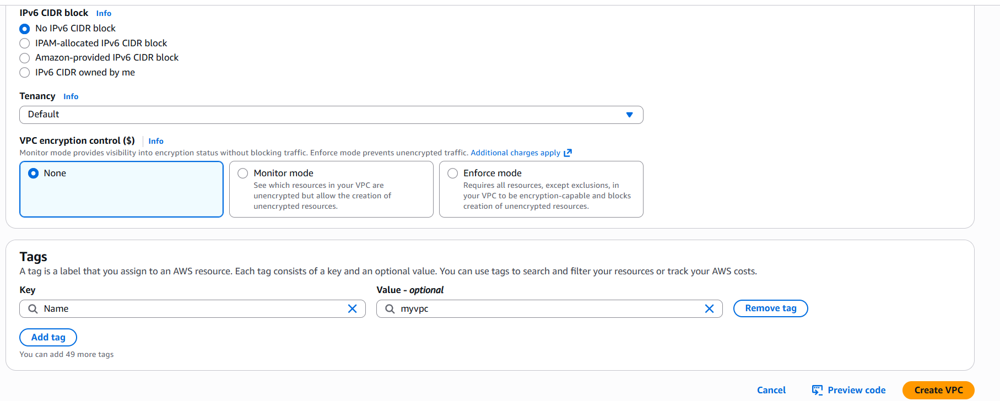 IPv6 CIDR block Info
No IPv6 CIDR block
IPAM-allocated IPv6 CIDR block
Amazon-provided IPv6 CIDR block
IPv6 CIDR owned by me
Tenancy Info
Default
VPC encryption control ($) Info
Monitor mode provides visibility into encryption status without blocking traffic. Enforce mode prevents unencrypted traffic. Additional charges apply
None
Monitor mode
See which resources in your VPC are
unencrypted but allow the creation of
unencrypted resources.
Enforce mode
Requires all resources, except exclusions, in
your VPC to be encryption-capable and blocks
creation of unencrypted resources.
Tags
A tag is a label that you assign to an AWS resource. Each tag consists of a key and an optional value. You can use tags to search and filter your resources or track your AWS costs.
Key
Value - optional
Name
myvpc
Remove tag
Add tag
You can add 49 more tags
Cancel
Preview code
Create VPC